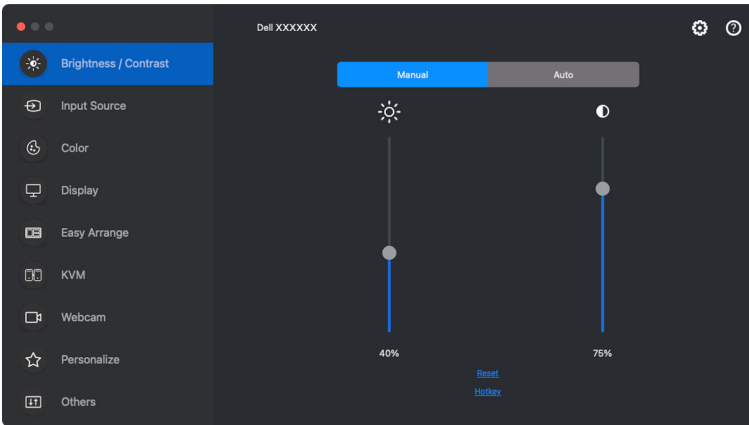 Dell XXXXXX
Brightness / Contrast
Input Source
Color
Display
Easy Arrange
KVM
Webcam
Personalize
Others
Manual
Auto
40%
75%
Reset
Hotkey